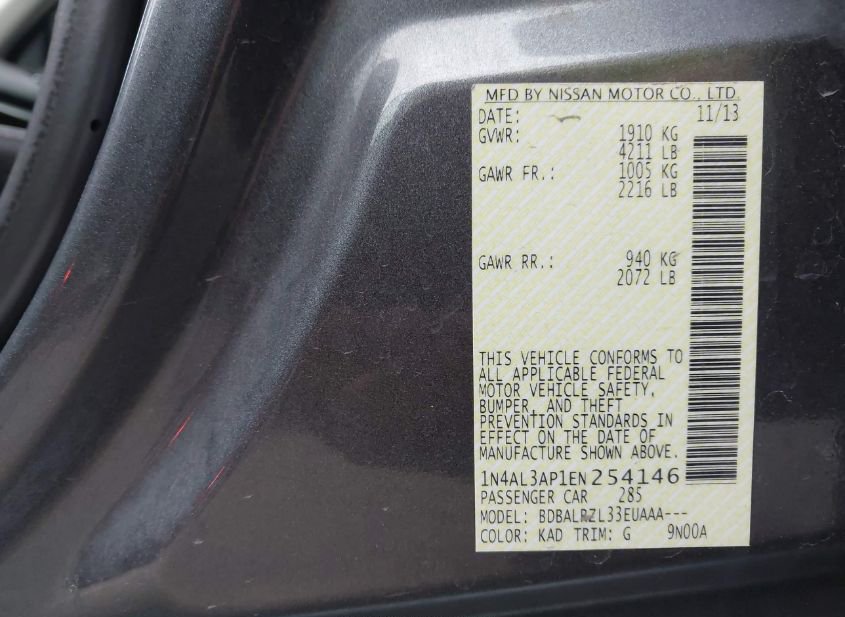 MFD BY NISSAN MOTOR CO., LTD.
DATE: 11/13
GVWR: 1910 KG
4211 LB
GAWR FR.: 1005 KG
2216 LB
GAWR RR.: 940 KG
2072 LB
THIS VEHICLE CONFORMS TO
ALL APPLICABLE FEDERAL
MOTOR VEHICLE SAFETY,
BUMPER, AND THEFT
PREVENTION STANDARDS IN
EFFECT ON THE DATE OF
MANUFACTURE SHOWN ABOVE.
1N4AL3AP1EN254146
PASSENGER CAR 285
MODEL: BDBALRZL33EUAAA---
COLOR: KAD TRIM: G 9N00A